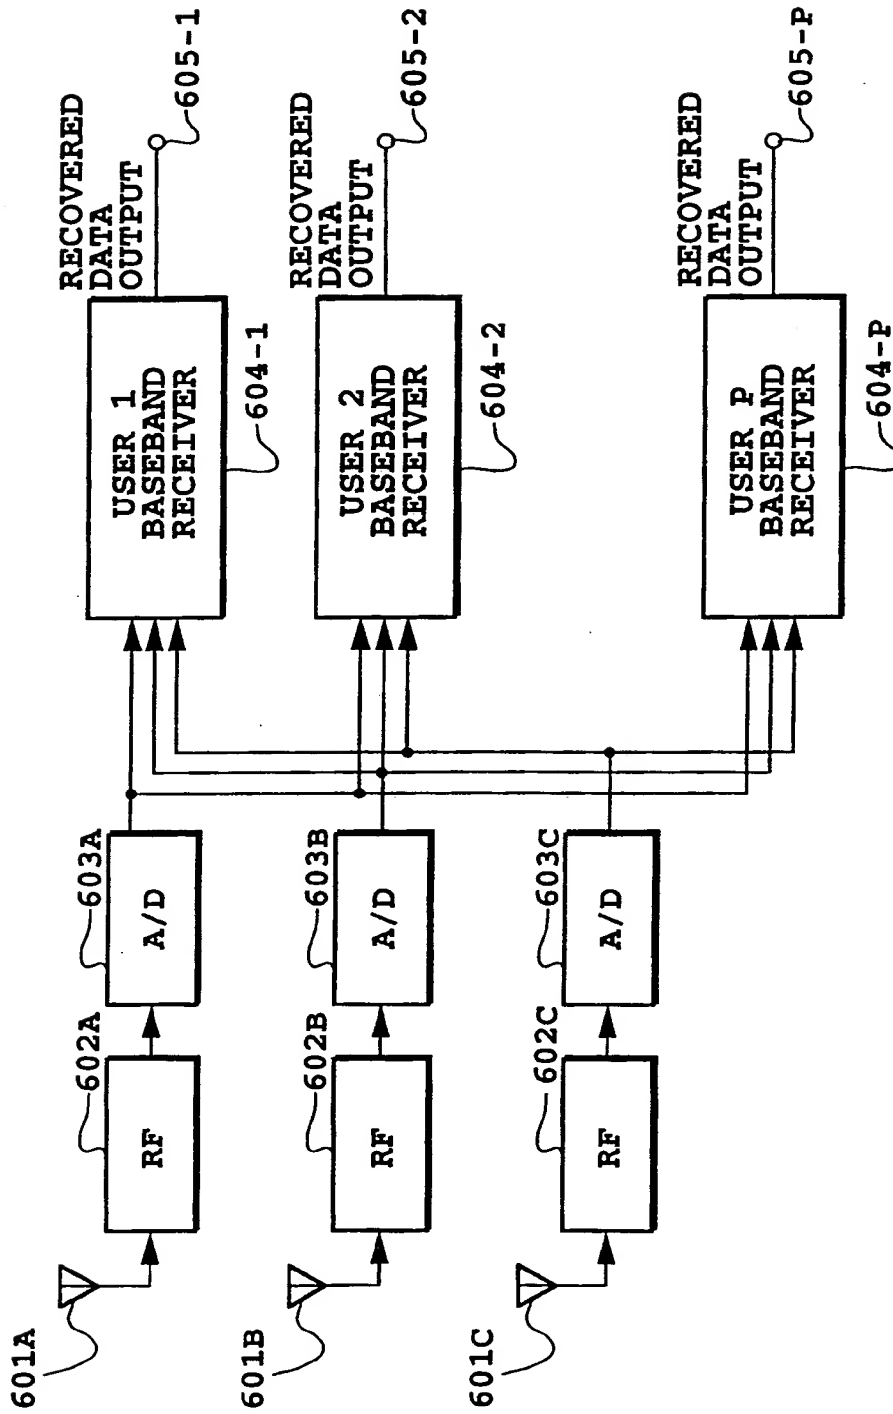 601A
602A
RF
603A
A/D
USER 1
BASEBAND
RECEIVER
604-1
RECOVERED
DATA
OUTPUT
605-1
601B
602B
RF
603B
A/D
USER 2
BASEBAND
RECEIVER
604-2
RECOVERED
DATA
OUTPUT
605-2
601C
602C
RF
603C
A/D
USER P
BASEBAND
RECEIVER
604-P
RECOVERED
DATA
OUTPUT
605-P